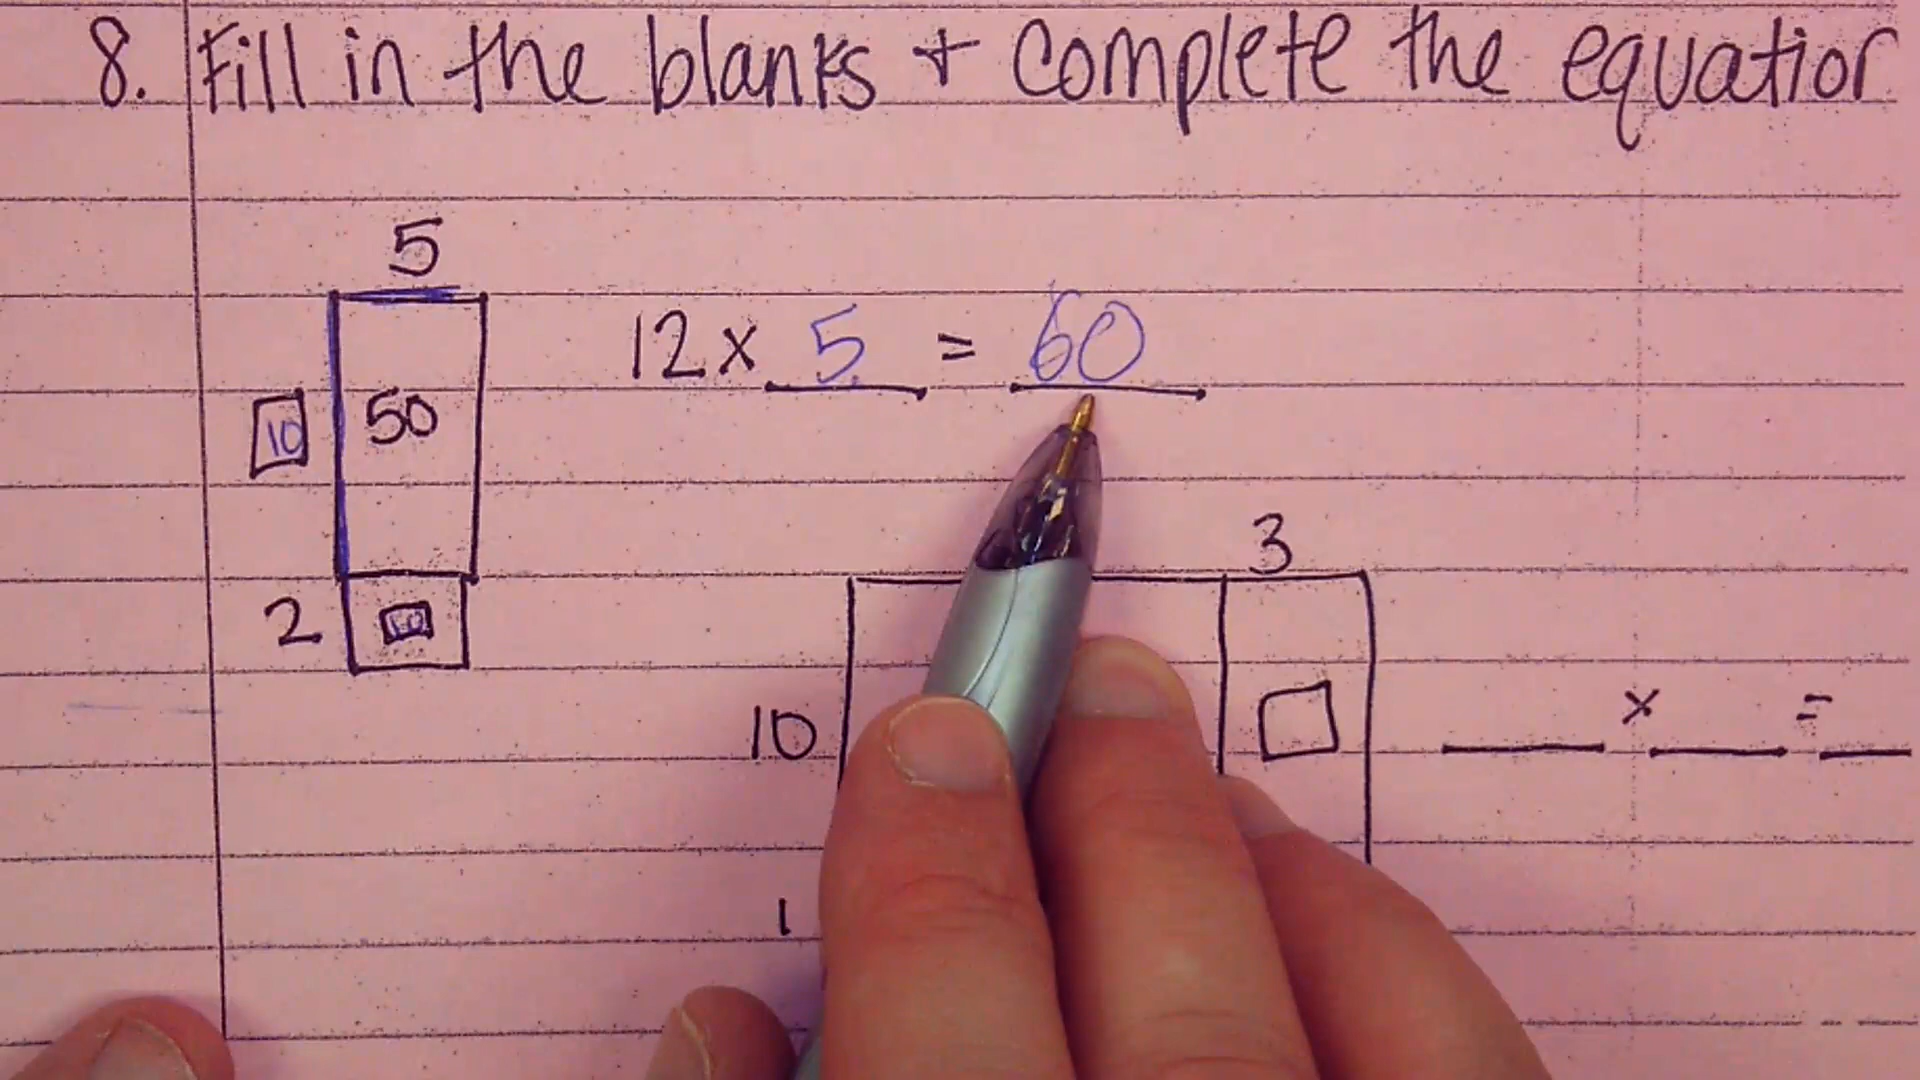 8. Fill in the blanks + complete the equation
5
12 x 5 = 60
10 50
3
2 10
10 x =
1